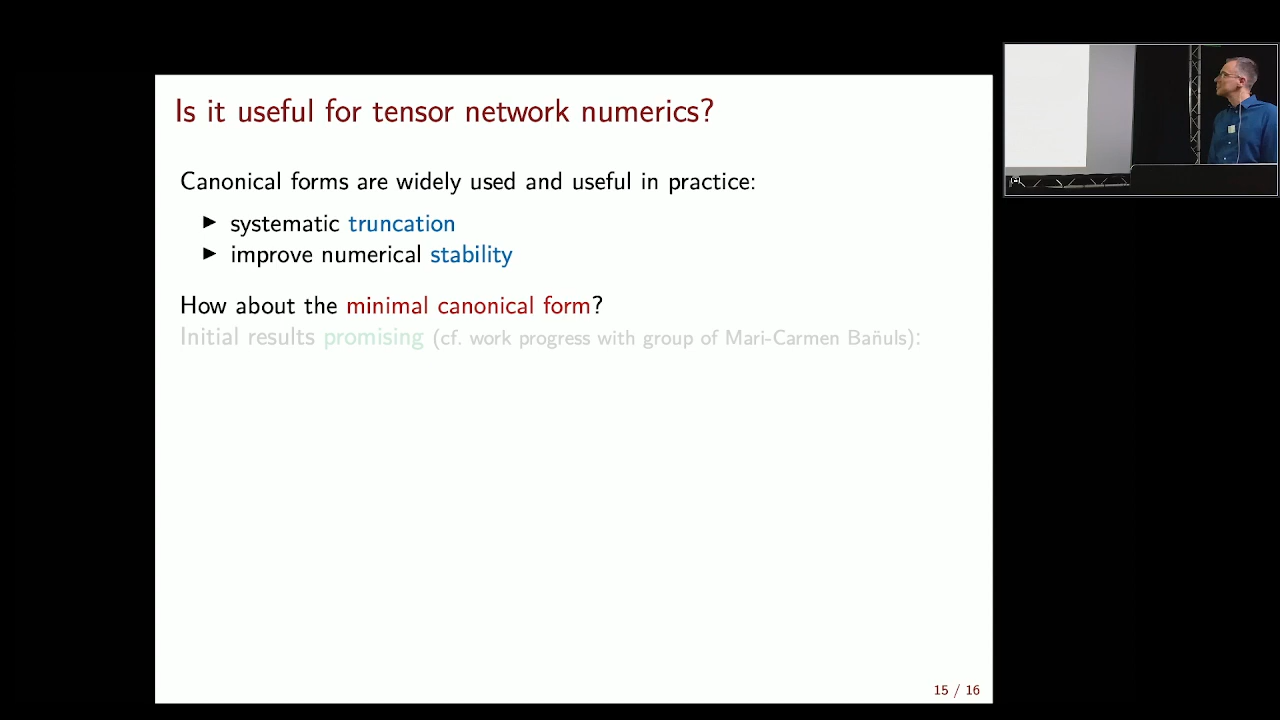 Is it useful for tensor network numerics?
Canonical forms are widely used and useful in practice:
▶ systematic truncation
▶ improve numerical stability
How about the minimal canonical form?
Initial results promising (cf. work progress with group of Mari-Carmen Bañuls):
15 / 16